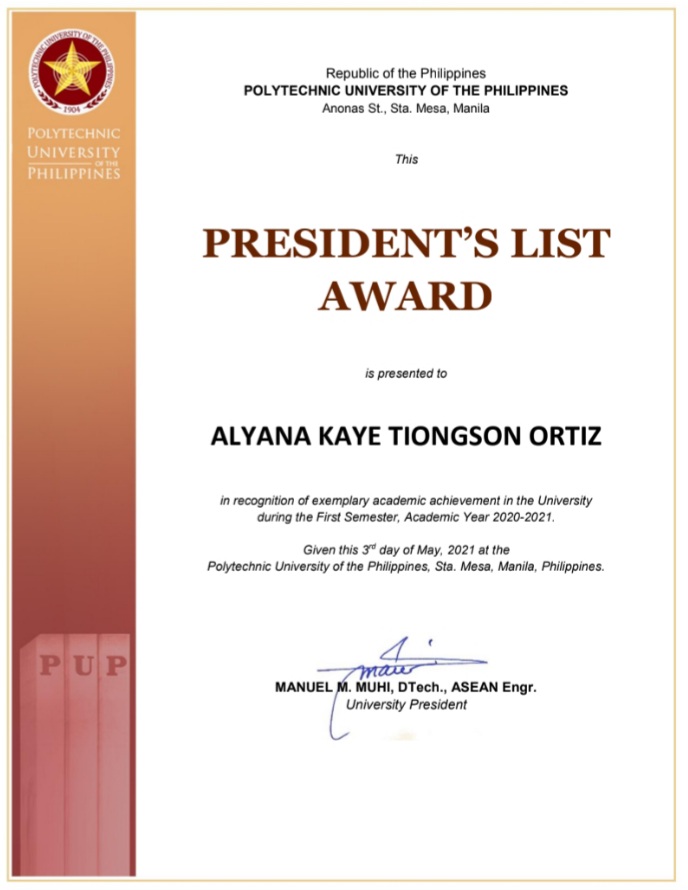 POLYTECHNIC UNIVERSITY OF THE PHILIPPINES
1904
POLYTECHNIC
UNIVERSITY
OF THE
PHILIPPINES
Republic of the Philippines
POLYTECHNIC UNIVERSITY OF THE PHILIPPINES
Anonas St., Sta. Mesa, Manila
This
PRESIDENT’S LIST
AWARD
is presented to
ALYANA KAYE TIONGSON ORTIZ
in recognition of exemplary academic achievement in the University
during the First Semester, Academic Year 2020-2021.
Given this 3rd day of May, 2021 at the
Polytechnic University of the Philippines, Sta. Mesa, Manila, Philippines.
PUP
MANUEL M. MUHI, DTech., ASEAN Engr.
University President